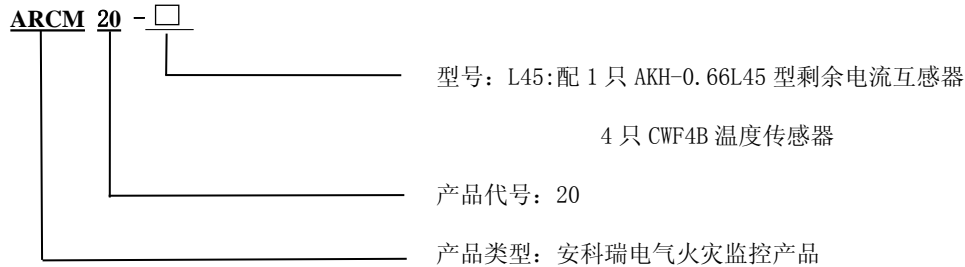 ARCM 20 -□
型号：L45:配 1 只 AKH-0.66L45 型剩余电流互感器
4 只 CWF4B 温度传感器
产品代号：20
产品类型：安科瑞电气火灾监控产品